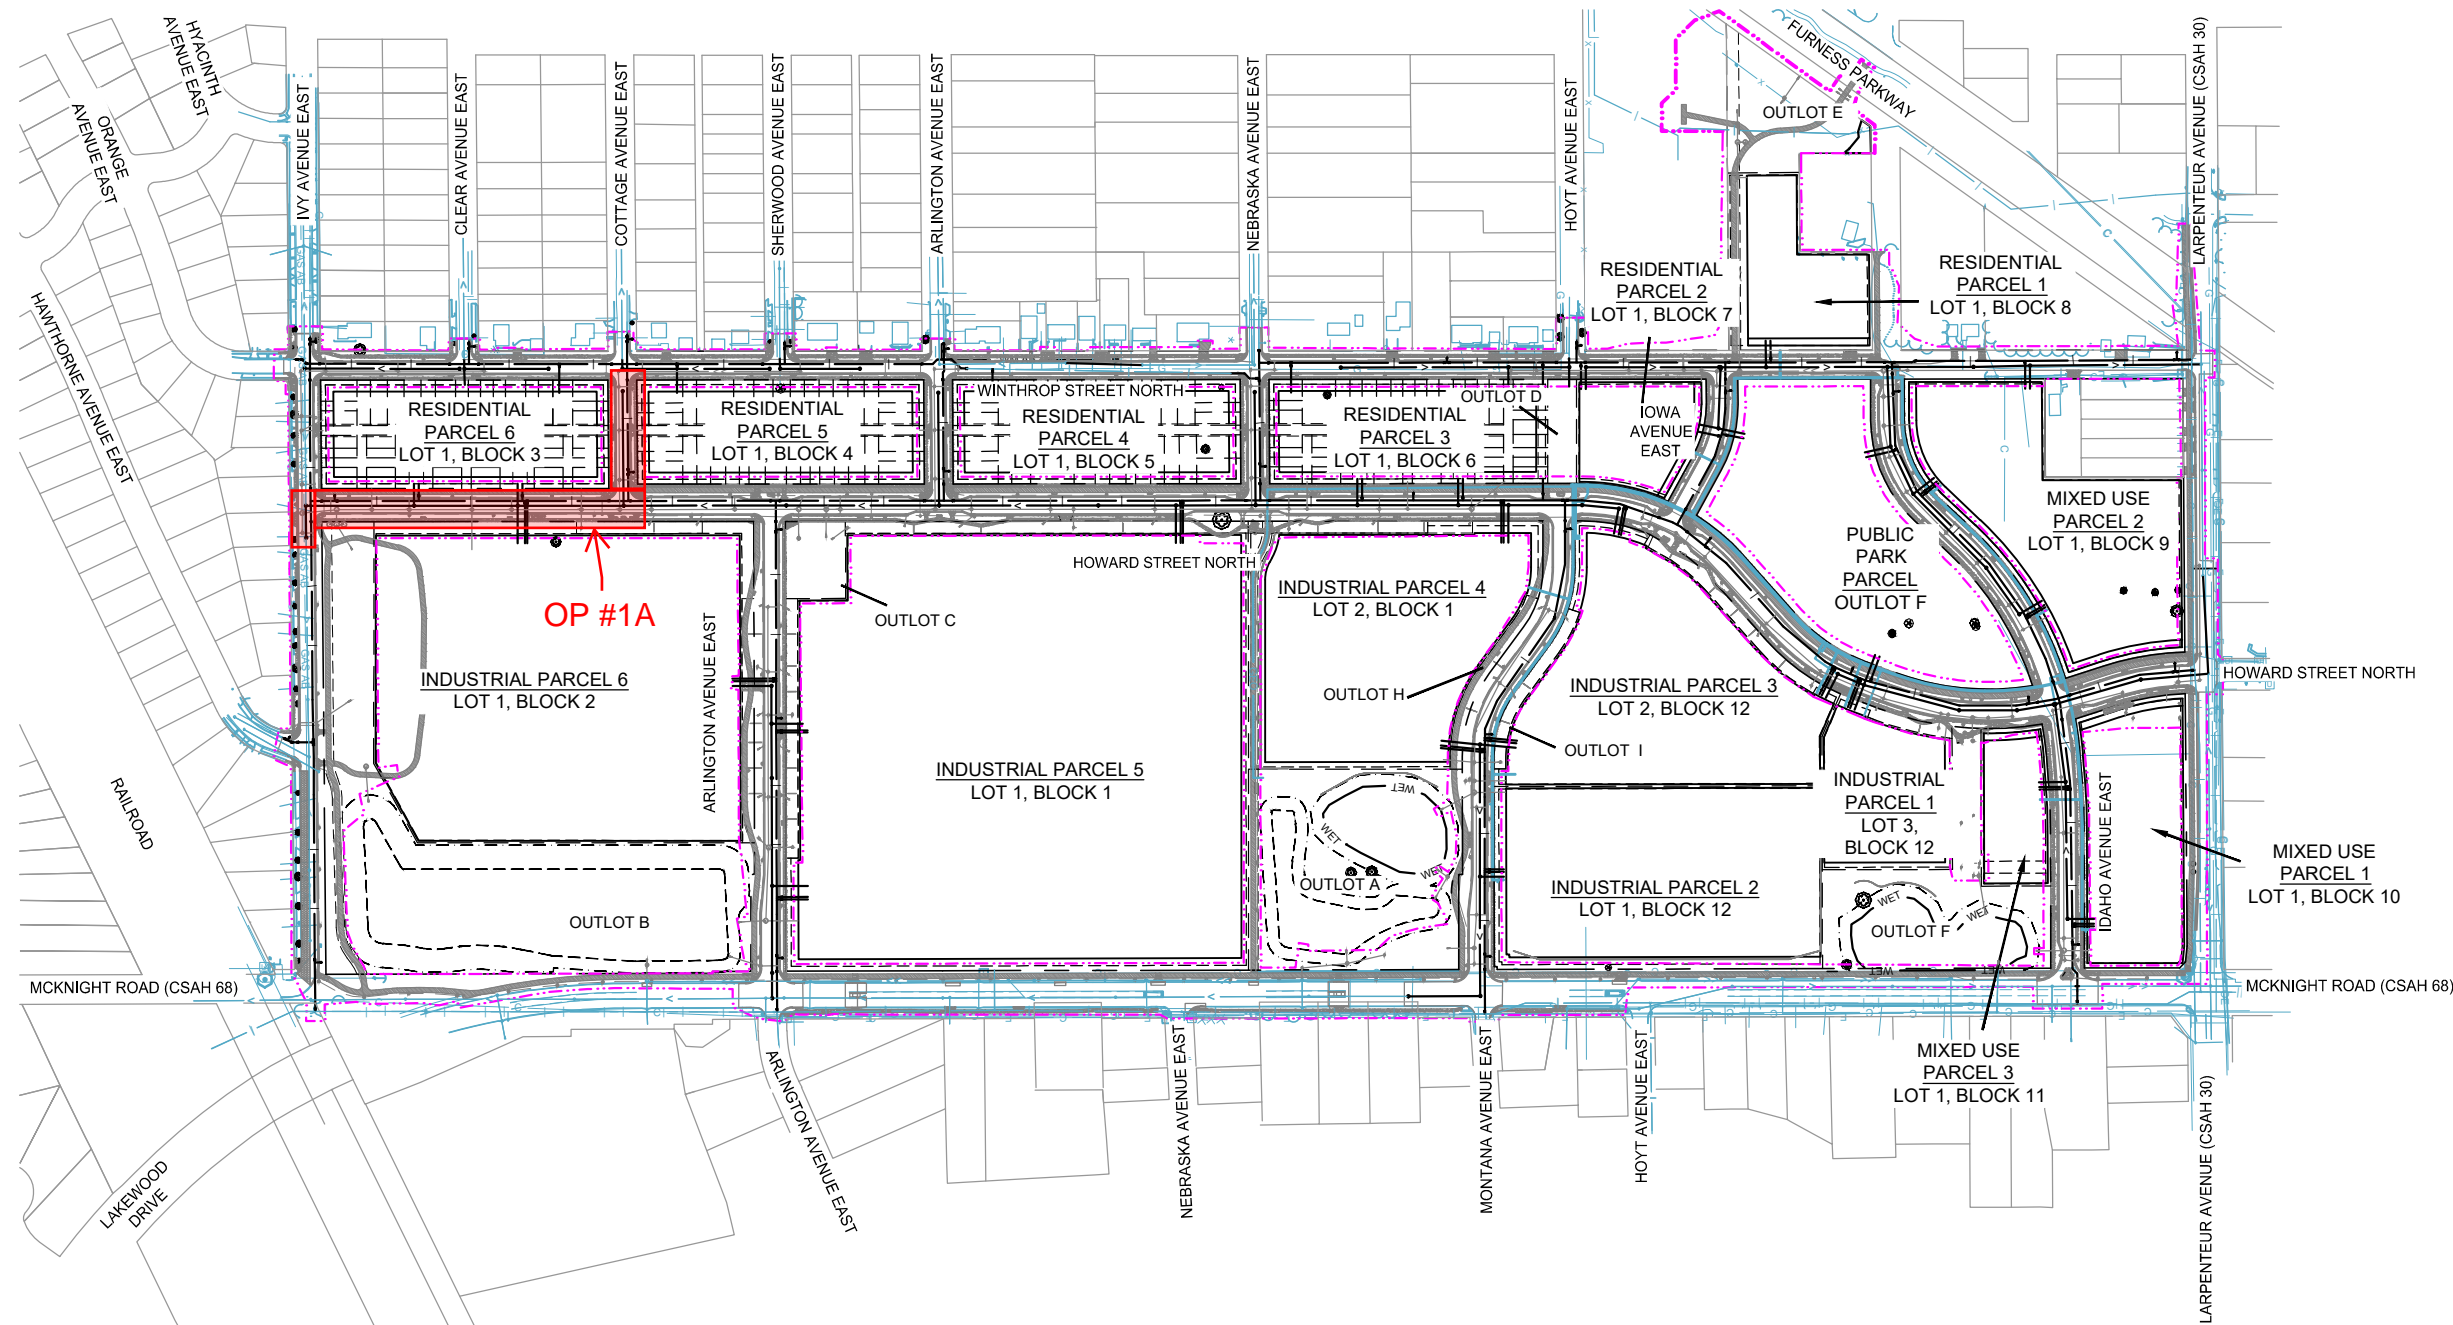 HYACINTH
AVENUE EAST
ORANGE
AVENUE EAST
IVY AVENUE EAST
CLEAR AVENUE EAST
COTTAGE AVENUE EAST
SHERWOOD AVENUE EAST
ARLINGTON AVENUE EAST
NEBRASKA AVENUE EAST
HOYT AVENUE EAST
FURNESS PARKWAY
OUTLOT E
LARPENTEUR AVENUE (CSAH 30)
HAWTHORNE AVENUE EAST
RESIDENTIAL
PARCEL 2
LOT 1, BLOCK 7
RESIDENTIAL
PARCEL 1
LOT 1, BLOCK 8
WINTHROP STREET NORTH
OUTLOT D
RESIDENTIAL
PARCEL 6
LOT 1, BLOCK 3
RESIDENTIAL
PARCEL 5
LOT 1, BLOCK 4
RESIDENTIAL
PARCEL 4
LOT 1, BLOCK 5
RESIDENTIAL
PARCEL 3
LOT 1, BLOCK 6
IOWA
AVENUE
EAST
MIXED USE
PARCEL 2
LOT 1, BLOCK 9
PUBLIC
PARK
PARCEL
OUTLOT F
HOWARD STREET NORTH
OP #1A
OUTLOT C
INDUSTRIAL PARCEL 4
LOT 2, BLOCK 1
INDUSTRIAL PARCEL 6
LOT 1, BLOCK 2
ARLINGTON AVENUE EAST
OUTLOT H
INDUSTRIAL PARCEL 3
LOT 2, BLOCK 12
HOWARD STREET NORTH
OUTLOT I
INDUSTRIAL PARCEL 5
LOT 1, BLOCK 1
INDUSTRIAL
PARCEL 1
LOT 3,
BLOCK 12
IDAHO AVENUE EAST
RAILROAD
WET
WET
WET
OUTLOT A
INDUSTRIAL PARCEL 2
LOT 1, BLOCK 12
MIXED USE
PARCEL 1
LOT 1, BLOCK 10
OUTLOT B
WET
WET
OUTLOT F
WET
WET
MCKNIGHT ROAD (CSAH 68)
MCKNIGHT ROAD (CSAH 68)
ARLINGTON AVENUE EAST
NEBRASKA AVENUE EAST
MONTANA AVENUE EAST
HOYT AVENUE EAST
MIXED USE
PARCEL 3
LOT 1, BLOCK 11
LARPENTEUR AVENUE (CSAH 30)
LAKEWOOD
DRIVE